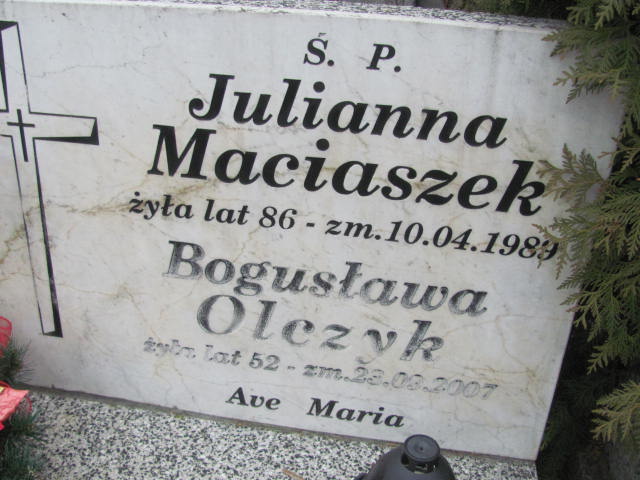 Ś. P.
Julianna
Maciaszek
żyła lat 86 - zm.10.04.1989
Bogusława
Olczyk
żyła lat 52 - zm.23.09.2007
Ave Maria